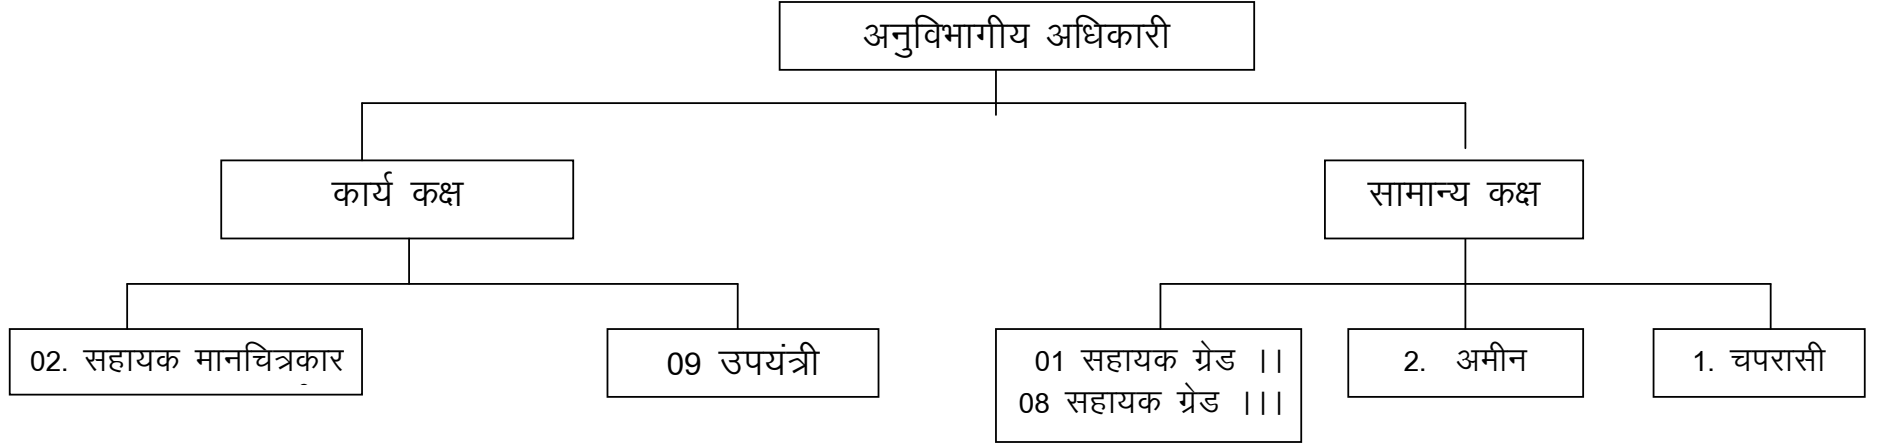 अनुविभागीय अधिकारी
कार्य कक्ष
सामान्य कक्ष
02. सहायक मानचित्रकार
09 उपयंत्री
01 सहायक ग्रेड ।।
08 सहायक ग्रेड ।।।
2. अमीन
1. चपरासी